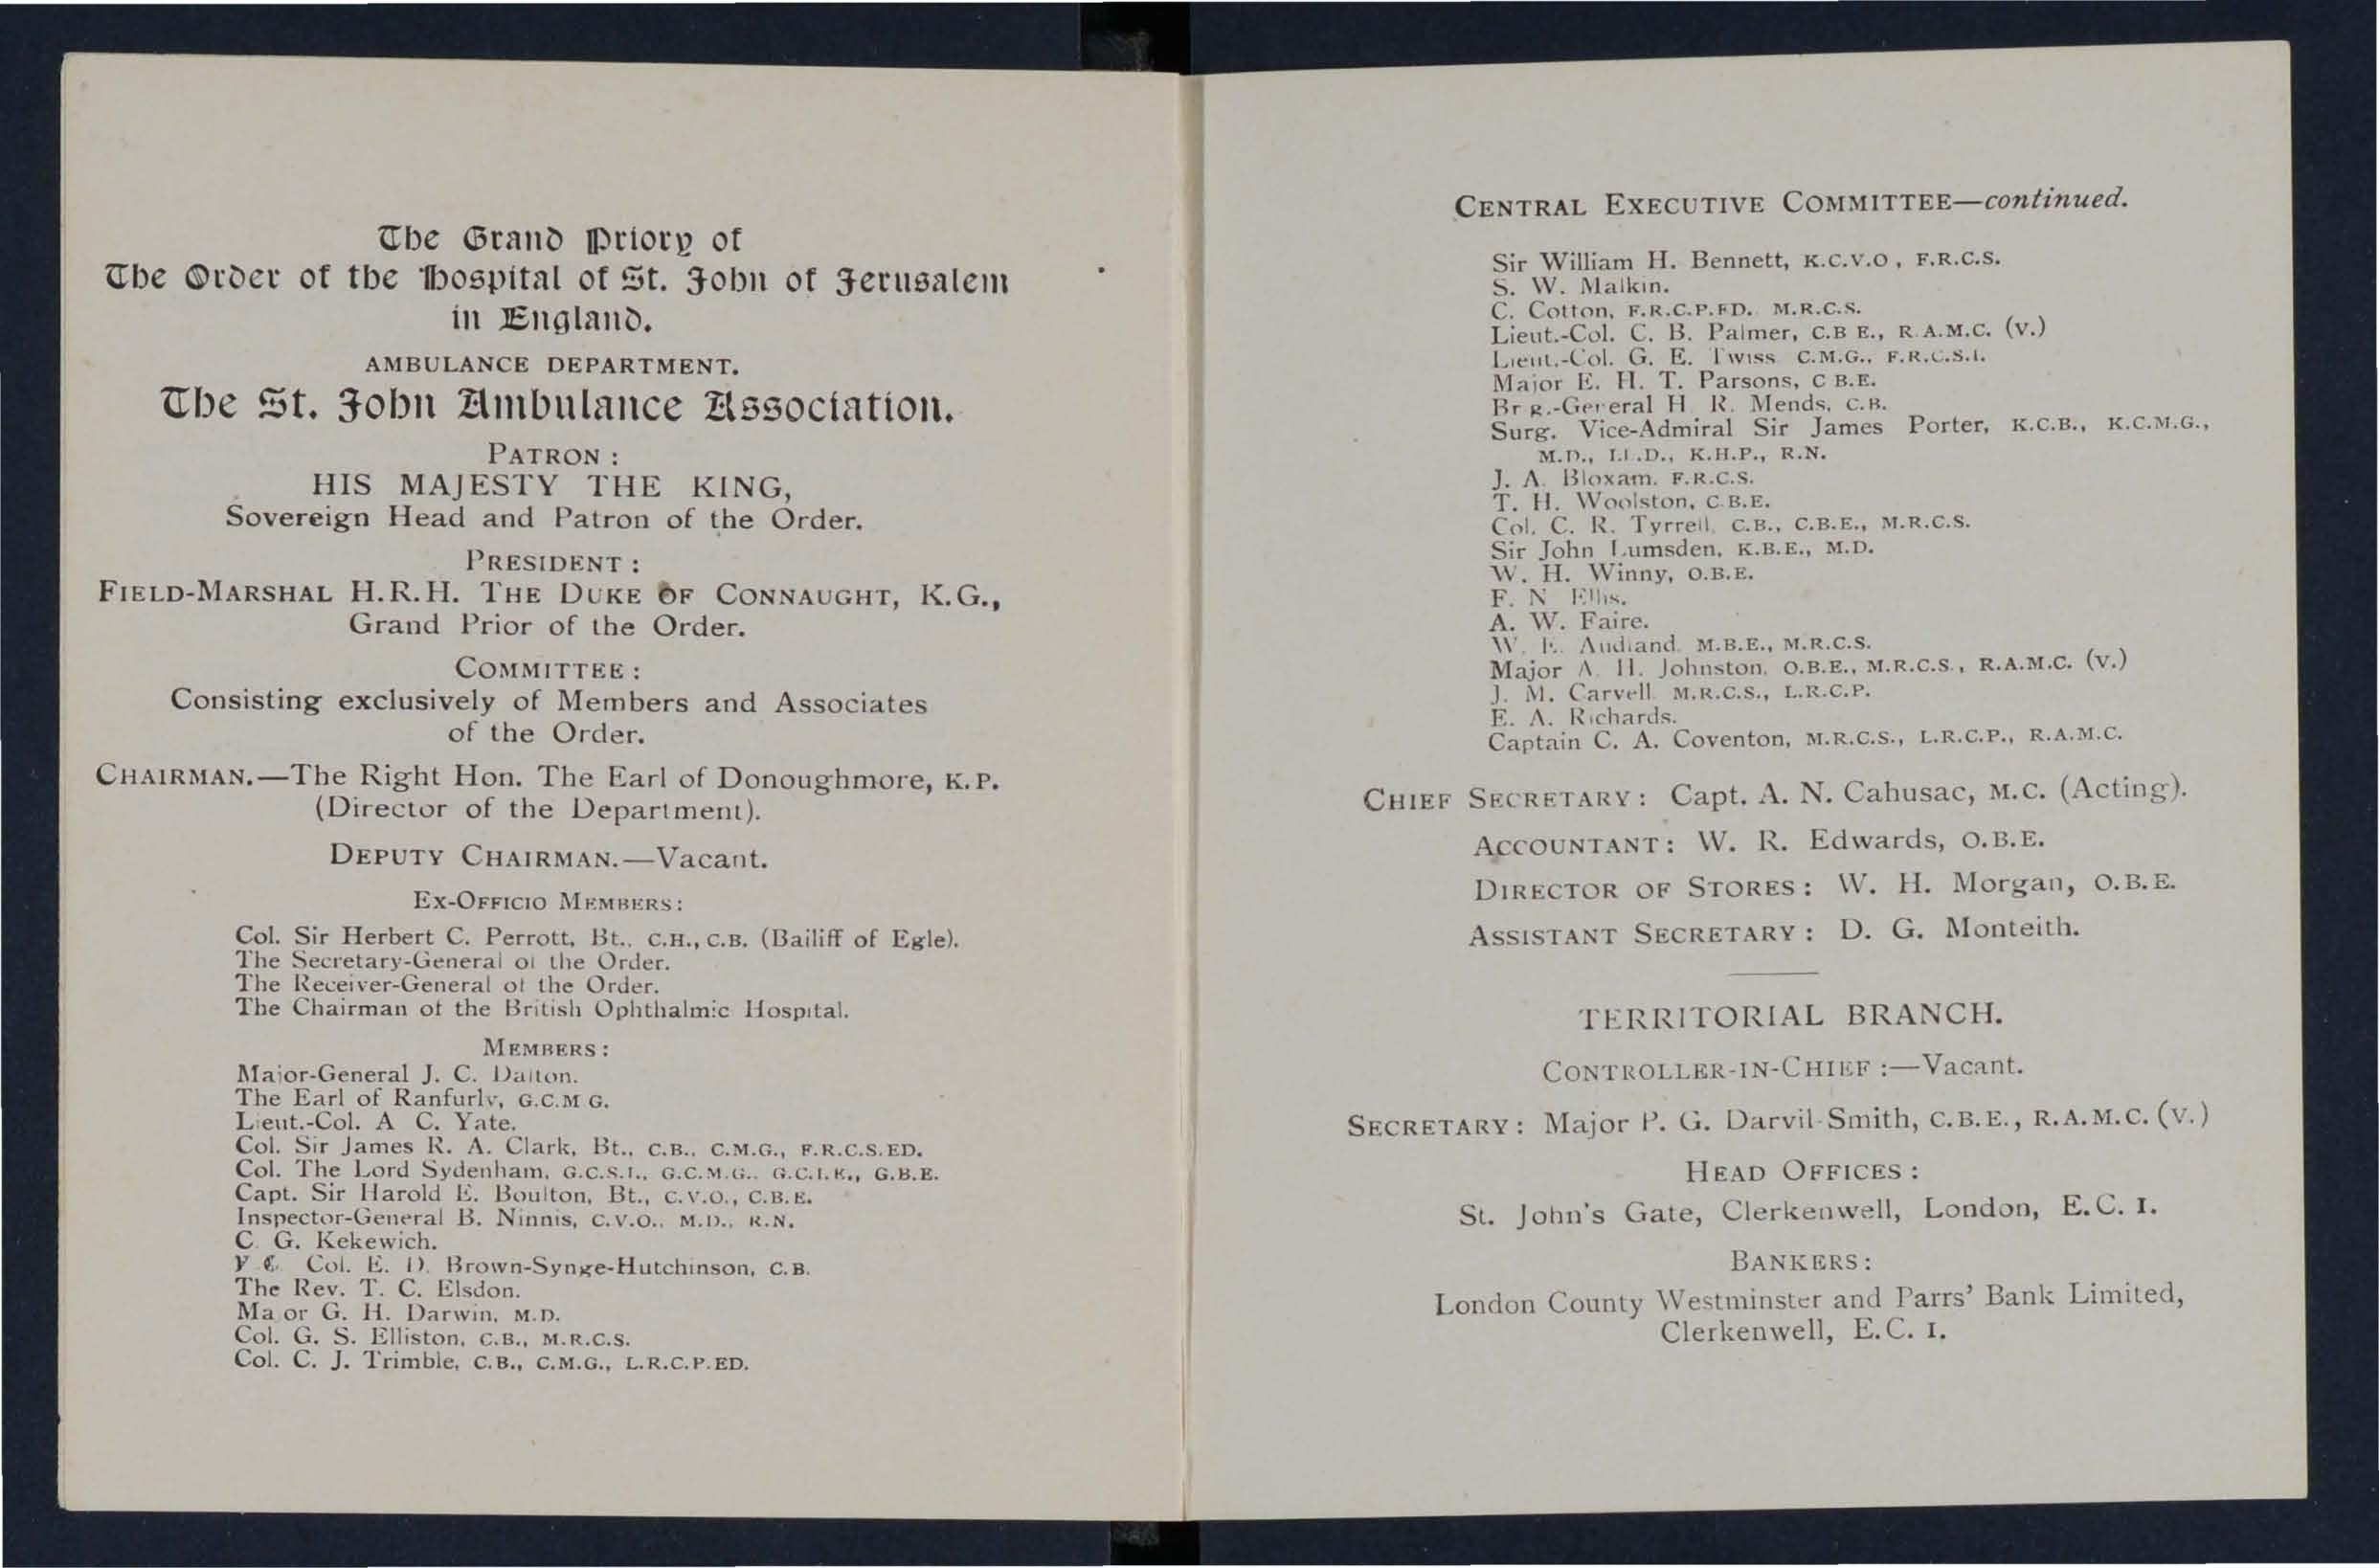 The Grand Priory of
The Order of the Hospital of St. John of Jerusalem
in England.
AMBULANCE DEPARTMENT.
The St. John Ambulance Association.
PATRON :
HIS MAJESTY THE KING,
Sovereign Head and Patron of the Order.
PRESIDENT :
FIELD-MARSHAL H.R.H. THE DUKE OF CONNAUGHT, K.G.,
Grand Prior of the Order.
COMMITTEE :
Consisting exclusively of Members and Associates
of the Order.
CHAIRMAN.—The Right Hon. The Earl of Donoughmore, K.P.
(Director of the Department).
DEPUTY CHAIRMAN.—Vacant.
EX-OFFICIO MEMBERS:
Col. Sir Herbert C. Perrott, Bt., C.H., C.B. (Bailiff of Egle).
The Secretary-General of the Order.
The Receiver-General of the Order.
The Chairman of the British Ophthalmic Hospital.
MEMBERS :
Major-General J. C. Dalton.
The Earl of Ranfurly, G.C.M G.
Lieut.-Col. A C. Yate.
Col. Sir James R. A. Clark, Bt., C.B., C.M.G., F.R.C.S.ED.
Col. The Lord Sydenham, G.C.S.I., G.C.M.G., G.C.I.E., G.B.E.
Capt. Sir Harold E. Boulton, Bt., C.V.O., C.B.E.
Inspector-General B. Ninnis, C.V.O., M.D., R.N.
C. G. Kekewich.
V.C. Col. E. D. Brown-Synge-Hutchinson, C.B.
The Rev. T. C. Elsdon.
Ma or G. H. Darwin, M.D.
Col. G. S. Elliston, C.B., M.R.C.S.
Col. C. J. Trimble, C.B., C.M.G., L.R.C.P.ED.
CENTRAL EXECUTIVE COMMITTEE—continued.
Sir William H. Bennett, K.C.V.O , F.R.C.S.
S. W. Malkin.
C. Cotton, F.R.C.P.ED. M.R.C.S.
Lieut.-Col. C. B. Palmer, C.B E., R.A.M.C. (V.)
Lieut.-Col. G. E. Twiss C.M.G., F.R.C.S.I.
Major E. H. T. Parsons, C B.E.
Br g.-General H. R. Mends, C.B.
Surg. Vice-Admiral Sir James Porter, K.C.B., K.C.M.G.,
M.D., LL.D., K.H.P., R.N.
J. A. Bloxam. F.R.C.S.
T. H. Woolston, C.B.E.
Col. C. R. Tyrrell, C.B., C.B.E., M.R.C.S.
Sir John Lumsden, K.B.E., M.D.
W. H. Winny, O.B.E.
F. N Ellis.
A. W. Faire.
W. E. Audland. M.B.E., M.R.C.S.
Major A. H. Johnston, O.B.E., M.R.C.S., R.A.M.C. (V.)
J. M. Carvell M.R.C.S., L.R.C.P.
E. A. Richards.
Captain C. A. Coventon, M.R.C.S., L.R.C.P., R.A.M.C.
CHIEF SECRETARY : Capt. A. N. Cahusac, M.C. (Acting).
ACCOUNTANT : W. R. Edwards, O.B.E.
DIRECTOR OF STORES : W. H. Morgan, O.B.E.
ASSISTANT SECRETARY : D. G. Monteith.
TERRITORIAL BRANCH.
CONTROLLER-IN-CHIEF :—Vacant.
SECRETARY : Major P. G. Darvil-Smith, C.B.E., R.A.M.C. (V.)
HEAD OFFICES :
St. John's Gate, Clerkenwell, London, E.C. 1.
BANKERS :
London County Westminster and Parrs' Bank Limited,
Clerkenwell, E.C. 1.